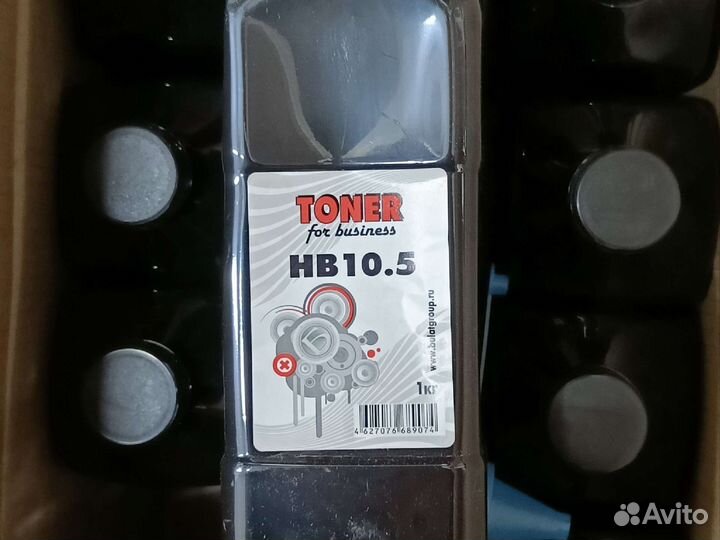 TONER
for business
HB10.5
www.bulatgroup.ru
1кг
4627076689074
Avito